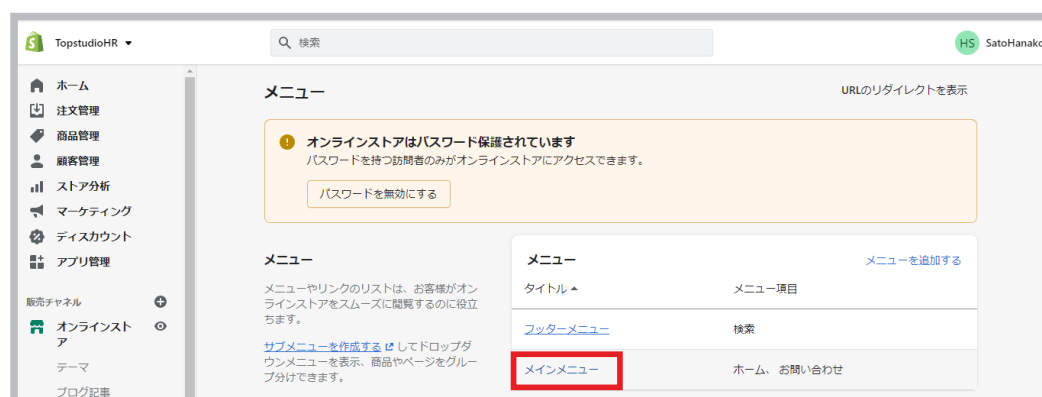 TopstudioHR
検索
HS SatoHanako
ホーム
注文管理
商品管理
顧客管理
ストア分析
マーケティング
ディスカウント
アプリ管理
販売チャネル
オンラインスト
ア
テーマ
ブログ記事
メニュー
URLのリダイレクトを表示
オンラインストアはパスワード保護されています
パスワードを持つ訪問者のみがオンラインストアにアクセスできます。
パスワードを無効にする
メニュー
メニューやリンクのリストは、お客様がオン
ラインストアをスムーズに閲覧するのに役立
ちます。
サブメニューを作成する してドロップダ
ウンメニューを表示、商品やページをグルー
プ分けできます。
メニュー
メニューを追加する
タイトル
メニュー項目
フッターメニュー
検索
メインメニュー
ホーム、 お問い合わせ